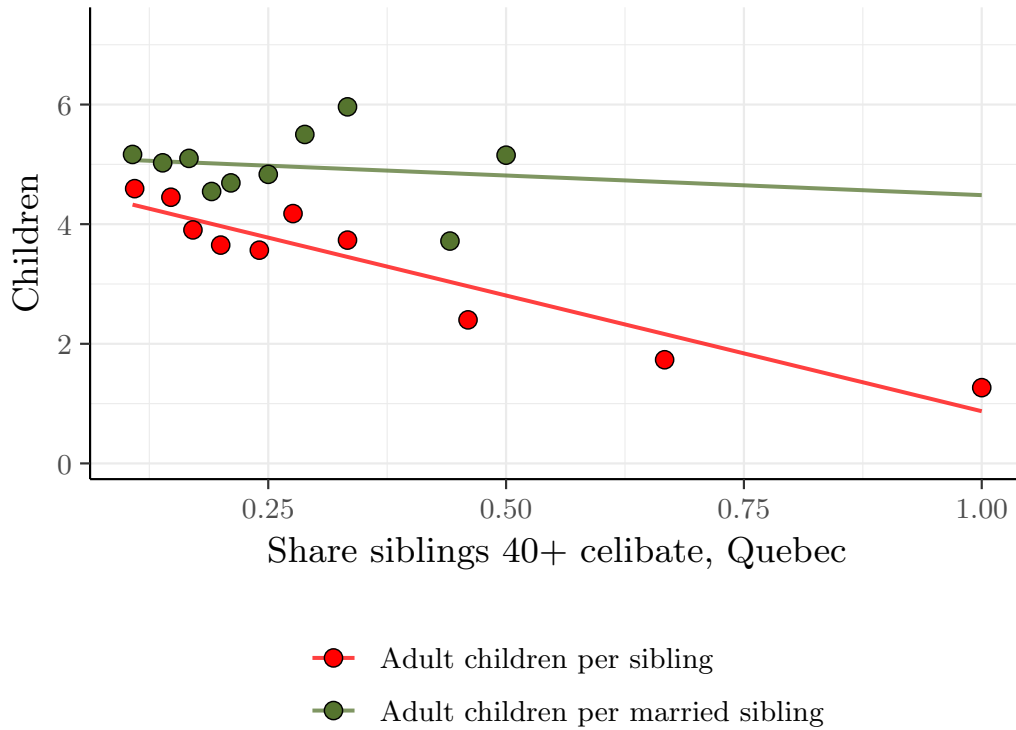 Children
6
4
2
0
0.25 0.50 0.75 1.00
Share siblings 40+ celibate, Quebec
Adult children per sibling
Adult children per married sibling